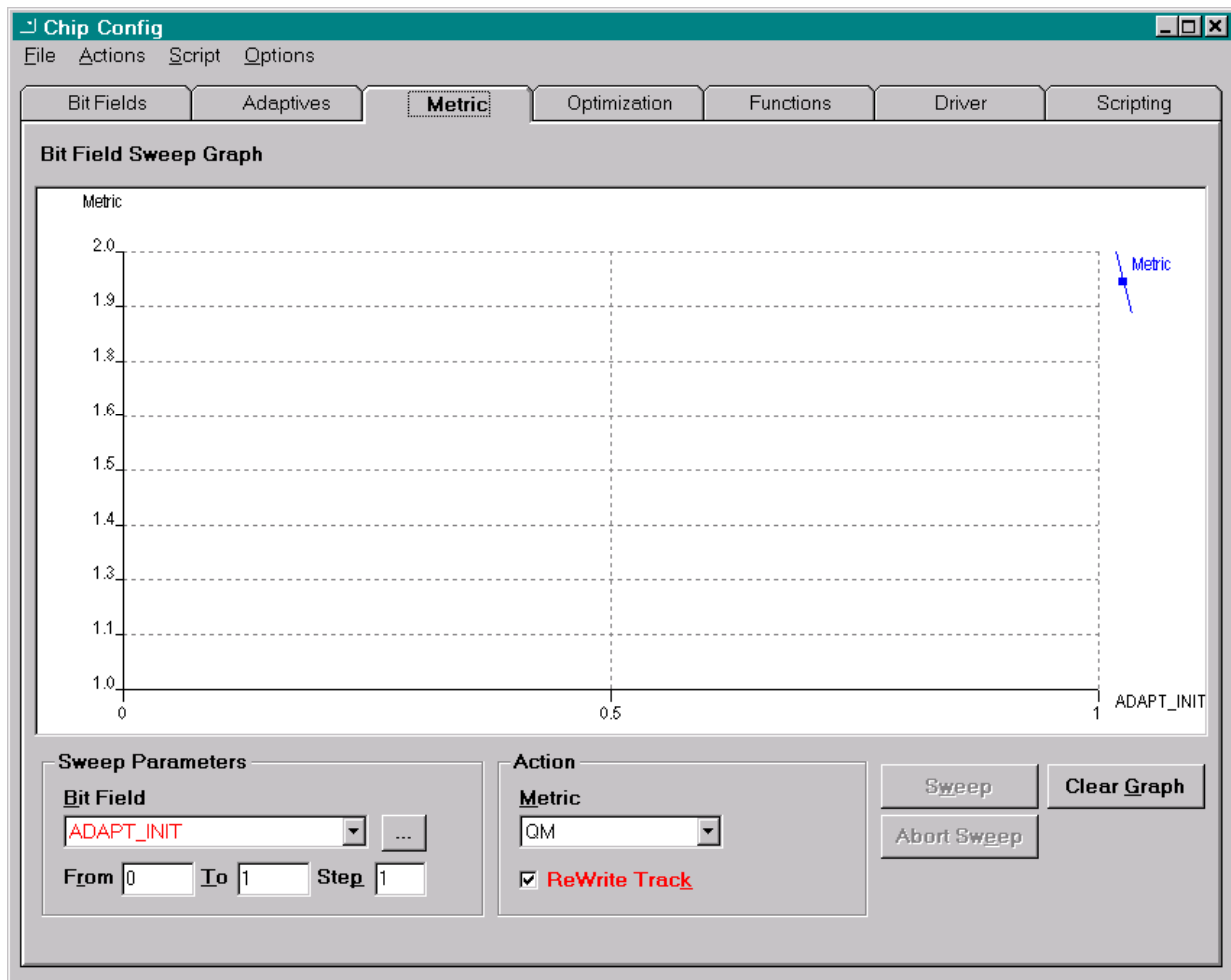 Chip Config
File Actions Script Options
Bit Fields Adaptives Metric Optimization Functions Driver Scripting
Bit Field Sweep Graph
Metric
2.0
Metric
1.9
1.8
1.6
1.5
1.4
1.3
1.1
1.0
ADAPT_INIT
0 0.5 1
Sweep Parameters
Bit Field
ADAPT_INIT ...
From 0 To 1 Step 1
Action
Metric
QM
ReWrite Track
Sweep Clear Graph
Abort Sweep